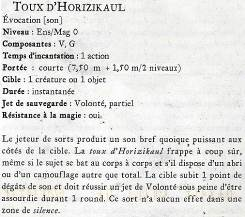 Toux d'Horizikaul
Évocation [son]
Niveau : Ens/Mag 0
Composantes : V, G
Temps d'incantation : 1 action
Portée : courte (7,50 m + 1,50 m/2 niveaux)
Cible : 1 créature ou 1 objet
Durée : instantanée
Jet de sauvegarde : Volonté, partiel
Résistance à la magie : oui.
Le jeteur de sorts produit un son bref quoique puissant aux
côtés de la cible. La toux d'Horizikaul frappe à coup sûr,
même si le sujet se bat au corps à corps et s'il dispose d'un abri
ou d'un camouflage autre que total. La cible subit 1 point de
dégâts de son et doit réussir un jet de Volonté sous peine d'être
assourdie durant 1 round. Ce sort n'a aucun effet dans une
zone de silence.